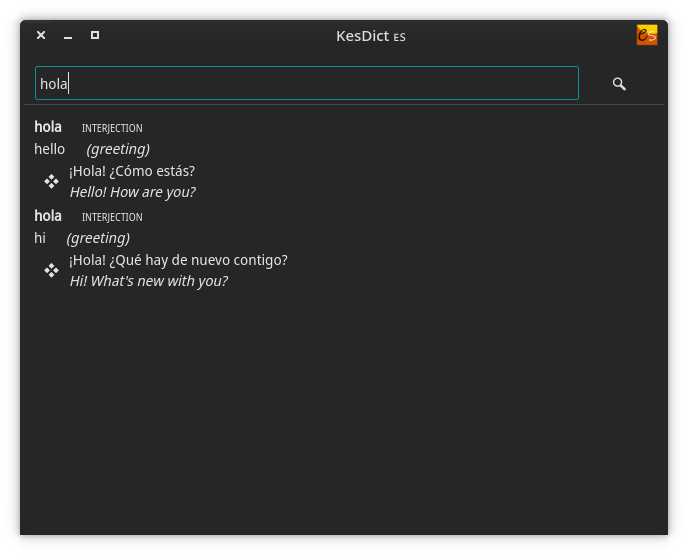 KesDict ES
hola
hola INTERJECTION
hello (greeting)
¡Hola! ¿Cómo estás?
Hello! How are you?
hola INTERJECTION
hi (greeting)
¡Hola! ¿Qué hay de nuevo contigo?
Hi! What's new with you?